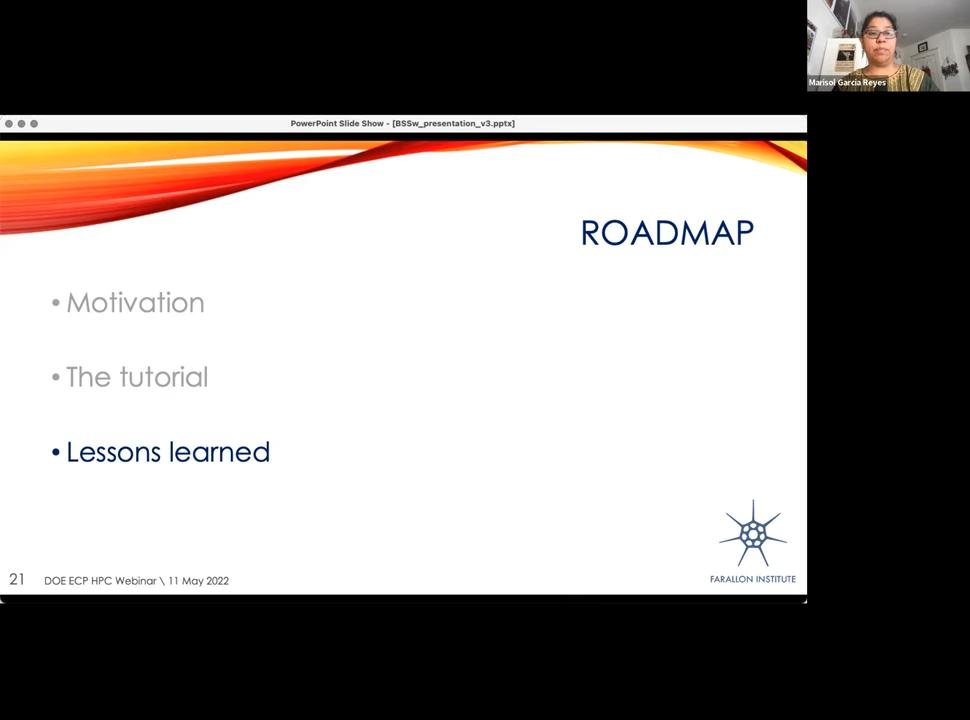 Marisol García Reyes
PowerPoint Slide Show - [BSSw_presentation_v3.pptx]
ROADMAP
• Motivation
• The tutorial
• Lessons learned
FARALLON INSTITUTE
21 DOE ECP HPC Webinar \ 11 May 2022